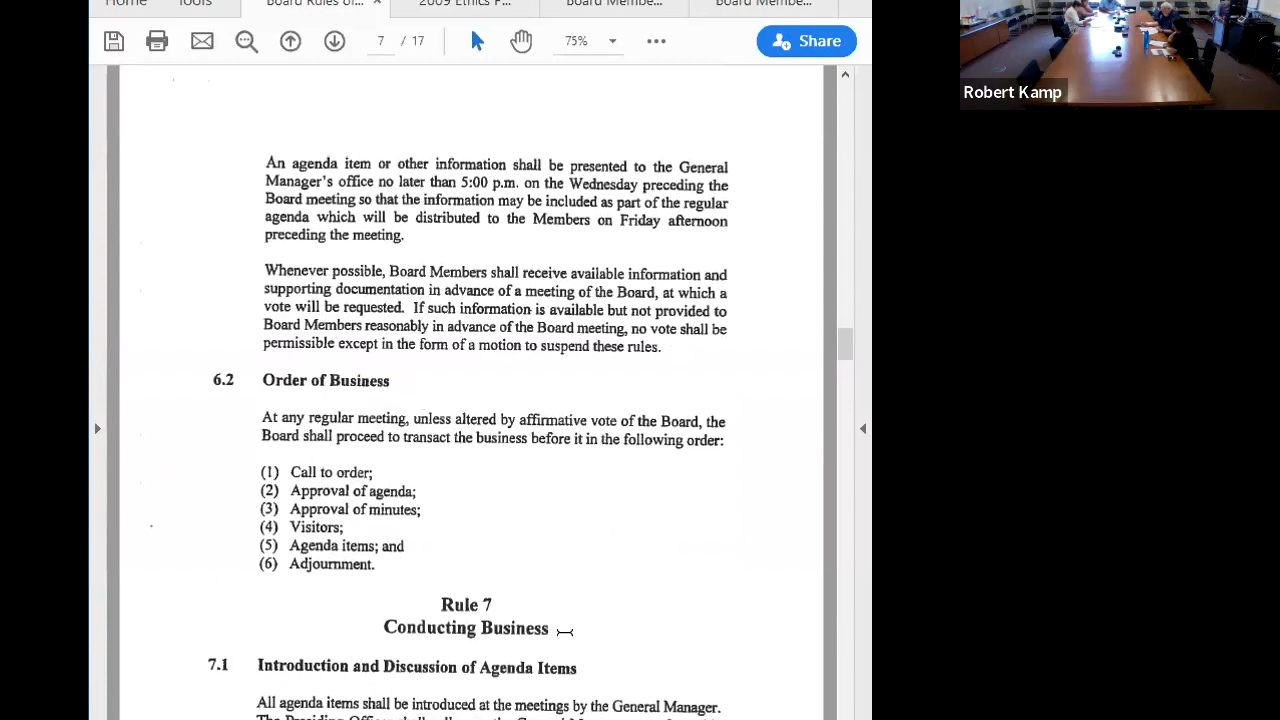 Home Tools Board Rules of... × 2009 Ethics P... Board Membe... Board Membe...
7 / 17 75% Share
Robert Kamp
An agenda item or other information shall be presented to the General
Manager's office no later than 5:00 p.m. on the Wednesday preceding the
Board meeting so that the information may be included as part of the regular
agenda which will be distributed to the Members on Friday afternoon
preceding the meeting.
Whenever possible, Board Members shall receive available information and
supporting documentation in advance of a meeting of the Board, at which a
vote will be requested. If such information is available but not provided to
Board Members reasonably in advance of the Board meeting, no vote shall be
permissible except in the form of a motion to suspend these rules.
6.2 Order of Business
At any regular meeting, unless altered by affirmative vote of the Board, the
Board shall proceed to transact the business before it in the following order:
(1) Call to order;
(2) Approval of agenda;
(3) Approval of minutes;
(4) Visitors;
(5) Agenda items; and
(6) Adjournment.
Rule 7
Conducting Business
7.1 Introduction and Discussion of Agenda Items
All agenda items shall be introduced at the meetings by the General Manager.